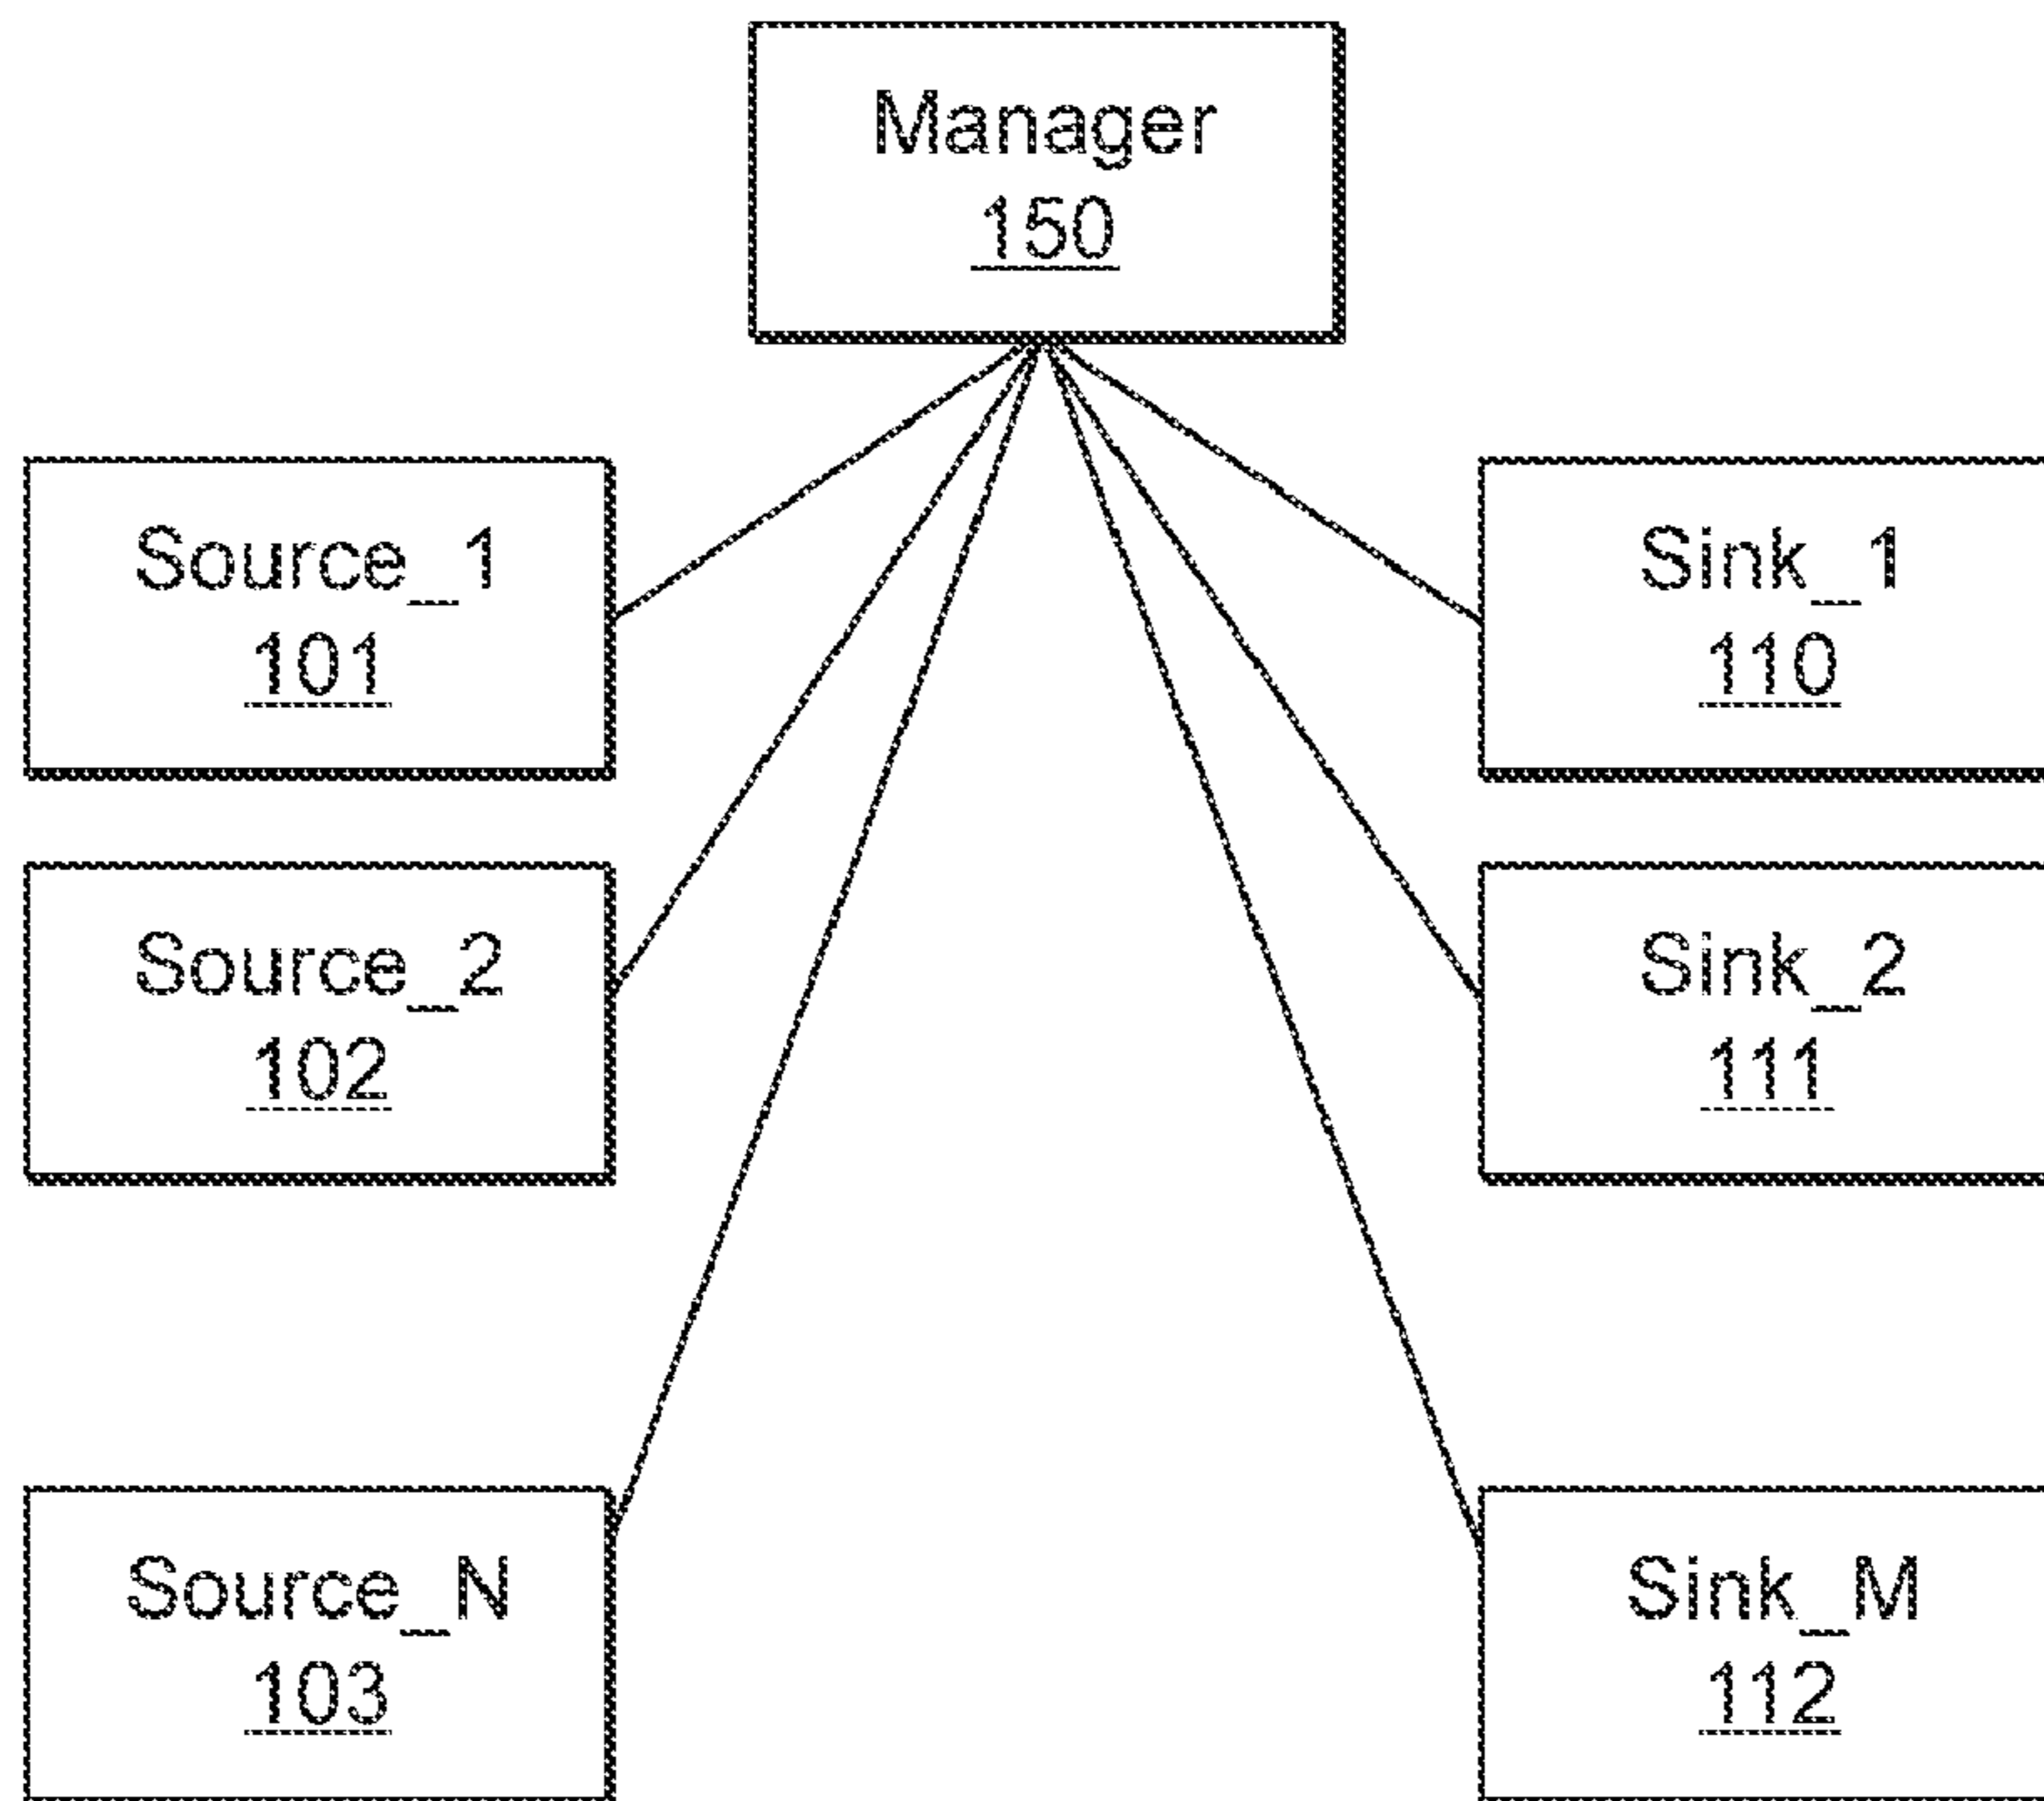 Manager
150
Source_1
101
Sink_1
110
Source_2
102
Sink_2
111
Source_N
103
Sink_M
112